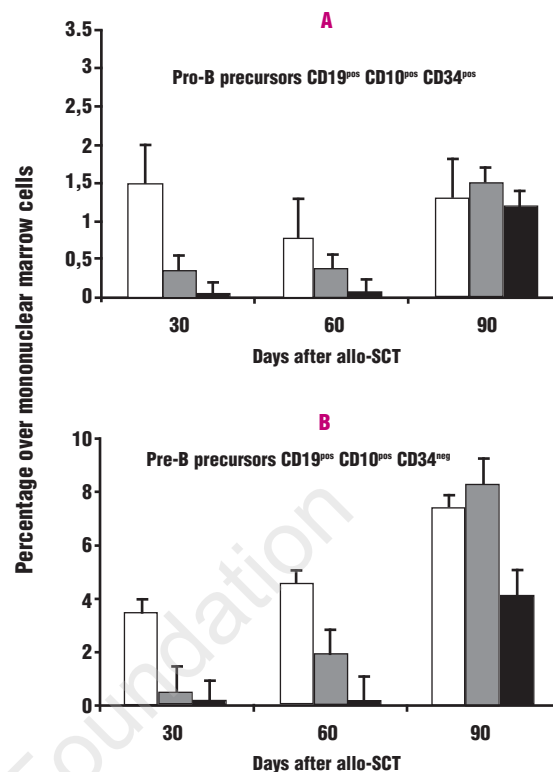 A
Pro-B precursors CD19pos CD10pos CD34pos
Percentage over mononuclear marrow cells
3.5
3
2,5
2
1,5
1
0,5
0
30 60 90
Days after allo-SCT
B
Pre-B precursors CD19pos CD10pos CD34neg
10
8
6
4
2
0
30 60 90
Days after allo-SCT
Foundation